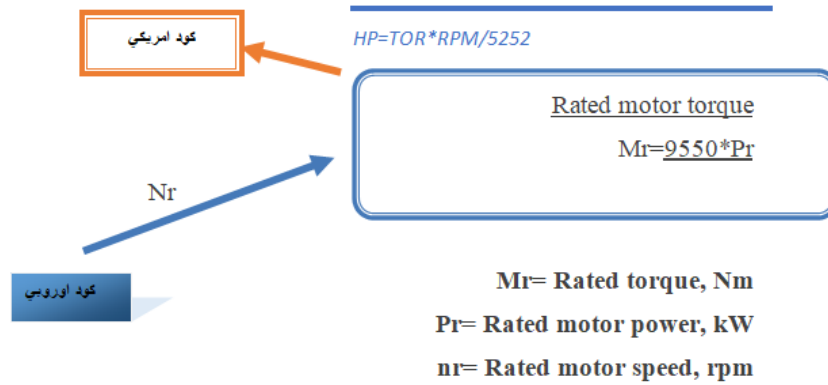 كود امريكي
HP=TOR*RPM/5252
Rated motor torque
Mr=9550*Pr
Nr
كود اوروبي
Mr= Rated torque, Nm
Pr= Rated motor power, kW
nr= Rated motor speed, rpm